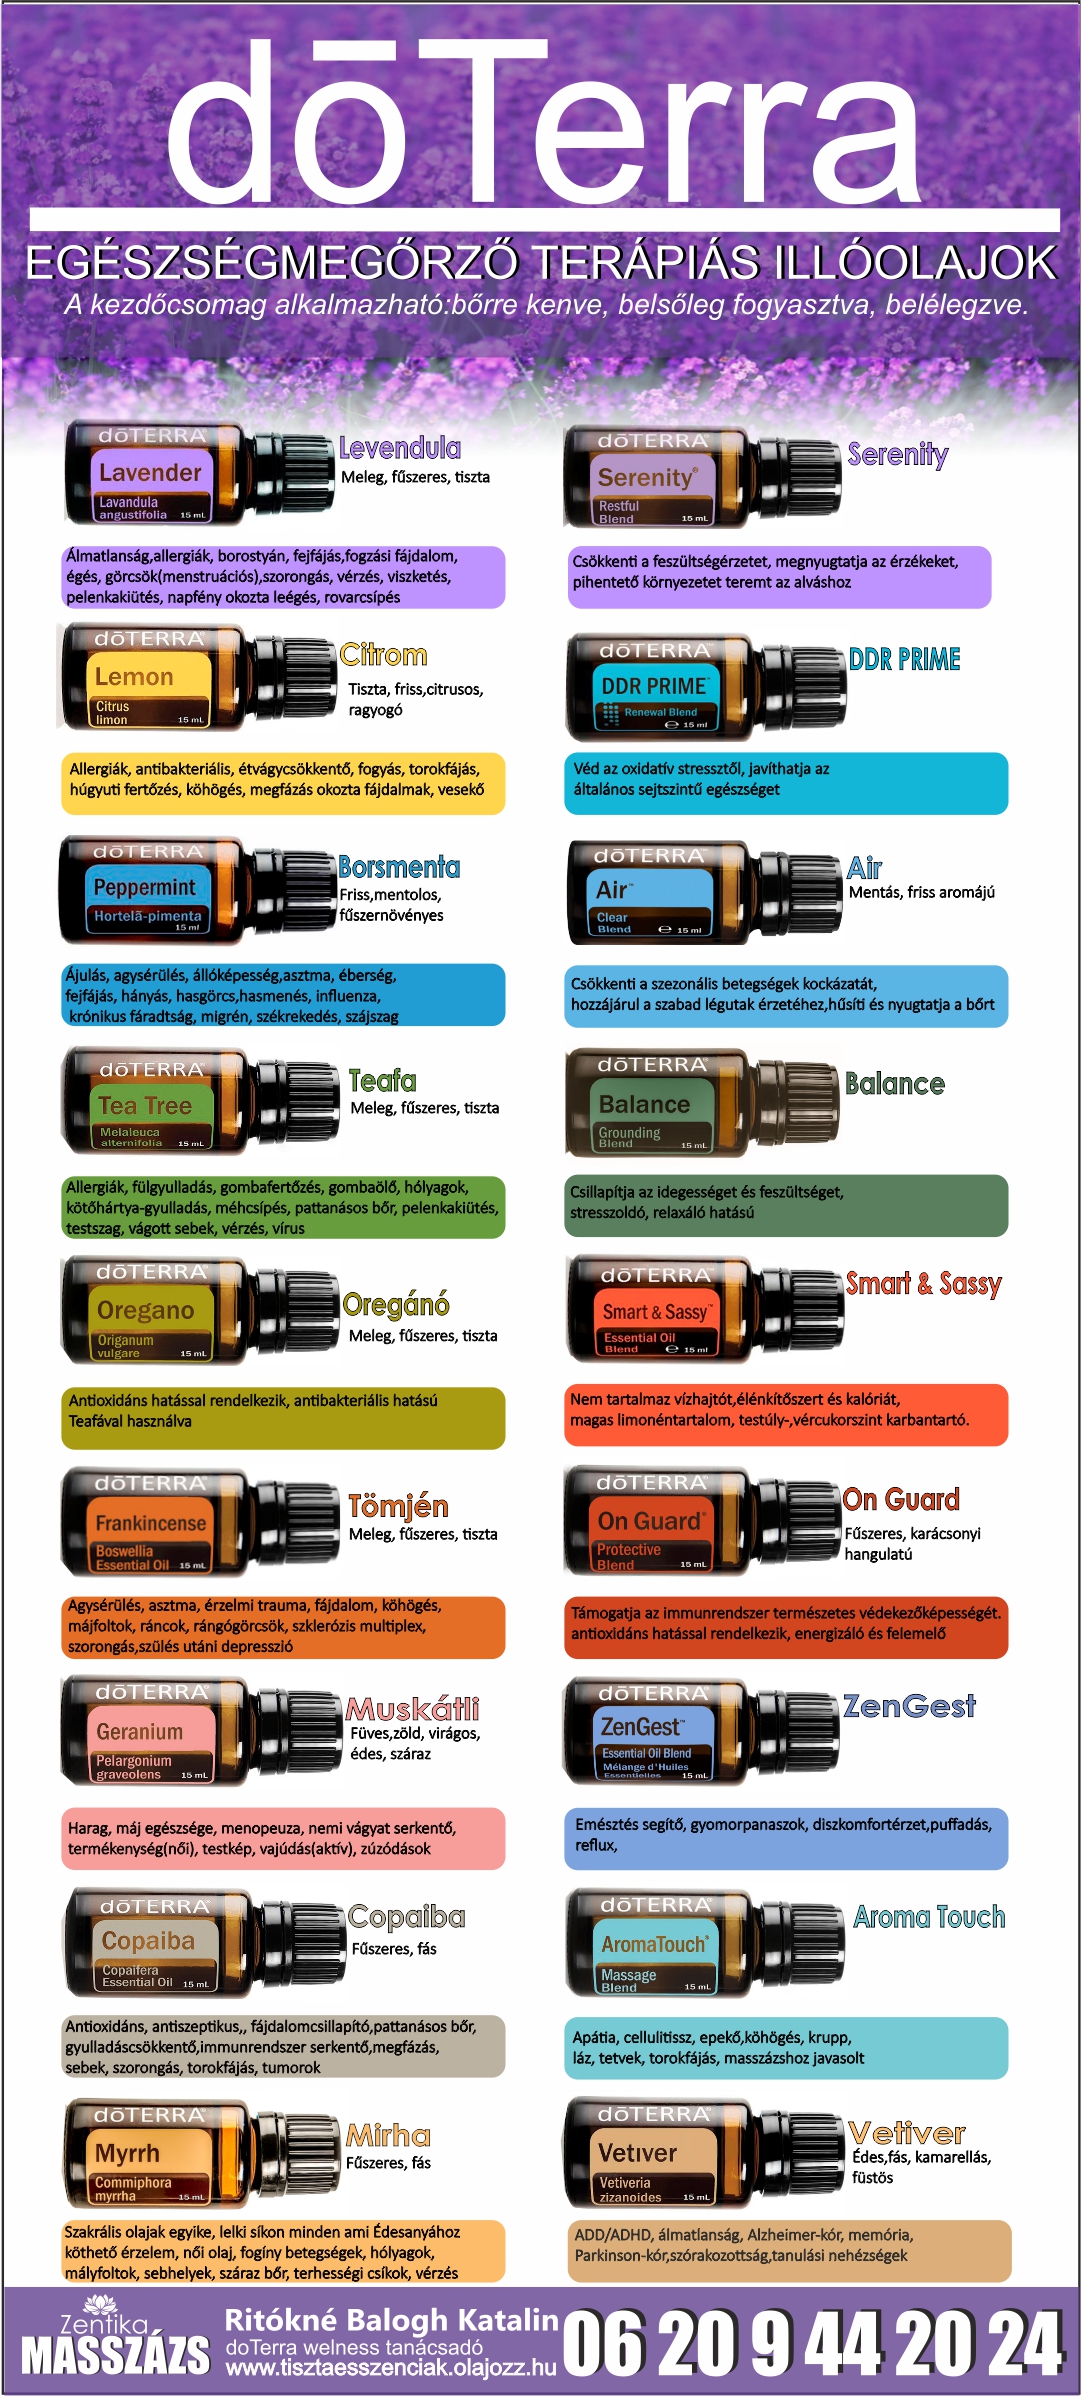 dōTerra
EGÉSZSÉGMEGŐRZŐ TERÁPIÁS ILLÓOLAJOK
A kezdőcsomag alkalmazható:bőrre kenve, belsőleg fogyasztva, belélegzve.
dōTERRA
Lavender
Lavandula
angustifolia 15 mL
Levendula
Meleg, fűszeres, tiszta
Álmatlanság,allergiák, borostyán, fejfájás,fogzási fájdalom,
égés, görcsök(menstruációs),szorongás, vérzés, viszketés,
pelenkakiütés, napfény okozta leégés, rovarcsípés
dōTERRA
Serenity®
Restful
Blend 15 mL
Serenity
Csökkenti a feszültségérzetet, megnyugtatja az érzékeket,
pihentető környezetet teremt az alváshoz
dōTERRA®
Lemon
Citrus
limon 15 mL
Citrom
Tiszta, friss,citrusos,
ragyogó
Allergiák, antibakteriális, étvágycsökkentő, fogyás, torokfájás,
húgyuti fertőzés, köhögés, megfázás okozta fájdalmak, vesekő
dōTERRA
DDR PRIME™
Renewal Blend
℮ 15 ml
DDR PRIME
Véd az oxidatív stressztől, javíthatja az
általános sejtszintű egészséget
dōTERRA
Peppermint
Hortelã-pimenta
15 ml
Borsmenta
Friss,mentolos,
fűszernövényes
Ájulás, agysérülés, állóképesség,asztma, éberség,
fejfájás, hányás, hasgörcs,hasmenés, influenza,
krónikus fáradtság, migrén, székrekedés, szájszag
dōTERRA™
Air™
Clear
Blend ℮ 15 ml
Air
Mentás, friss aromájú
Csökkenti a szezonális betegségek kockázatát,
hozzájárul a szabad légutak érzetéhez,hűsíti és nyugtatja a bőrt
dōTERRA®
Tea Tree
Melaleuca
alternifolia 15 mL
Teafa
Meleg, fűszeres, tiszta
Allergiák, fülgyulladás, gombafertőzés, gombaölő, hólyagok,
kötőhártya-gyulladás, méhcsípés, pattanásos bőr, pelenkakiütés,
testszag, vágott sebek, vérzés, vírus
dōTERRA®
Balance
Grounding
Blend 15 mL
Balance
Csillapítja az idegességet és feszültséget,
stresszoldó, relaxáló hatású
dōTERRA®
Oregano
Origanum
vulgare 15 mL
Oregánó
Meleg, fűszeres, tiszta
Antioxidáns hatással rendelkezik, antibakteriális hatású
Teafával használva
dōTERRA™
Smart & Sassy™
Essential Oil
Blend ℮ 15 ml
Smart & Sassy
Nem tartalmaz vízhajtót,élénkítőszert és kalóriát,
magas limonéntartalom, testúly-,vércukorszint karbantartó.
dōTERRA®
Frankincense
Boswellia
Essential Oil 15 mL
Tömjén
Meleg, fűszeres, tiszta
Agysérülés, asztma, érzelmi trauma, fájdalom, köhögés,
májfoltok, ráncok, rángógörcsök, szklerózis multiplex,
szorongás,szülés utáni depresszió
dōTERRA®
On Guard®
Protective
Blend 15 mL
On Guard
Fűszeres, karácsonyi
hangulatú
Támogatja az immunrendszer természetes védekezőképességét.
antioxidáns hatással rendelkezik, energizáló és felemelő
dōTERRA®
Geranium
Pelargonium
graveolens 15 mL
Muskátli
Füves,zöld, virágos,
édes, száraz
Harag, máj egészsége, menopeuza, nemi vágyat serkentő,
termékenység(női), testkép, vajúdás(aktív), zúzódások
dōTERRA®
ZenGest™
Essential Oil Blend
Mélange d'Huiles
Essentielles 15 mL
ZenGest
Emésztés segítő, gyomorpanaszok, diszkomfortérzet,puffadás,
reflux,
dōTERRA®
Copaiba
Copaifera
Essential Oil 15 mL
Copaiba
Fűszeres, fás
Antioxidáns, antiszeptikus,, fájdalomcsillapító,pattanásos bőr,
gyulladáscsökkentő,immunrendszer serkentő,megfázás,
sebek, szorongás, torokfájás, tumorok
dōTERRA®
AromaTouch®
Massage
Blend 15 mL
Aroma Touch
Apátia, cellulitissz, epekő,köhögés, krupp,
láz, tetvek, torokfájás, masszázshoz javasolt
dōTERRA®
Myrrh
Commiphora
myrrha 15 mL
Mirha
Fűszeres, fás
Szakrális olajak egyike, lelki síkon minden ami Édesanyához
köthető érzelem, női olaj, fogíny betegségek, hólyagok,
mályfoltok, sebhelyek, száraz bőr, terhességi csíkok, vérzés
dōTERRA®
Vetiver
Vetiveria
zizanoides 15 mL
Vetiver
Édes,fás, kamarellás,
füstös
ADD/ADHD, álmatlanság, Alzheimer-kór, memória,
Parkinson-kór,szórakozottság,tanulási nehézségek
Zentika
MASSZÁZS
Ritókné Balogh Katalin
doTerra welness tanácsadó
www.tisztaesszenciak.olajozz.hu
06 20 9 44 20 24